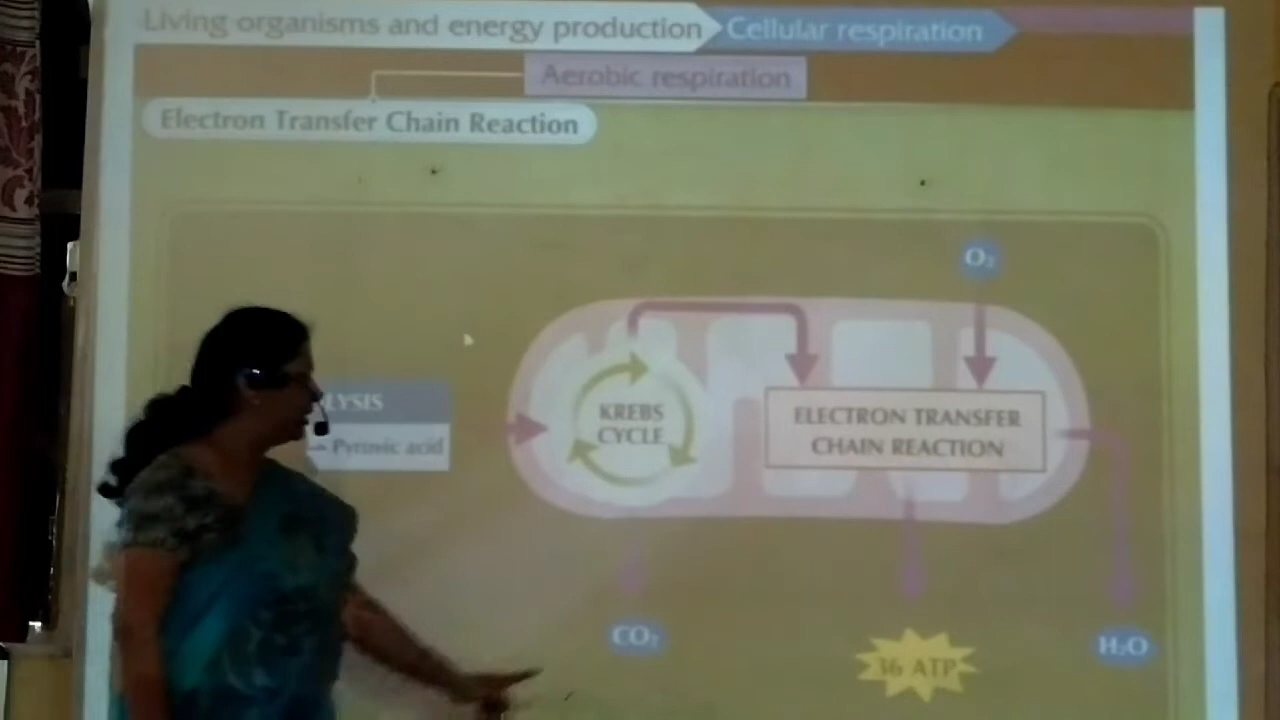 Living organisms and energy production
Cellular respiration
Aerobic respiration
Electron Transfer Chain Reaction
O₂
LYSIS
Pyruvic acid
KREBS
CYCLE
ELECTRON TRANSFER
CHAIN REACTION
CO₂
36 ATP
H₂O